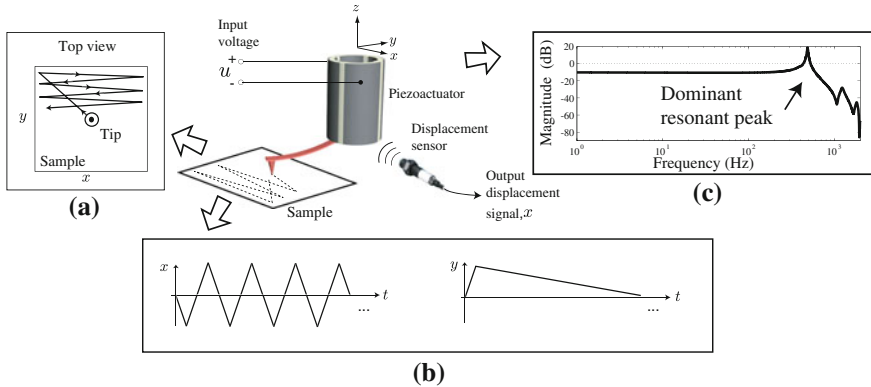 Top view
y
Tip
Sample
x
(a)
Input
voltage
+
u
-
z
y
x
Piezoactuator
Displacement
sensor
Output
displacement
signal,x
Sample
20
0
-20
-40
-60
-80
Magnitude (dB)
Dominant
resonant peak
10^0
10^1
10^2
10^3
Frequency (Hz)
(c)
x
t
...
y
t
...
(b)